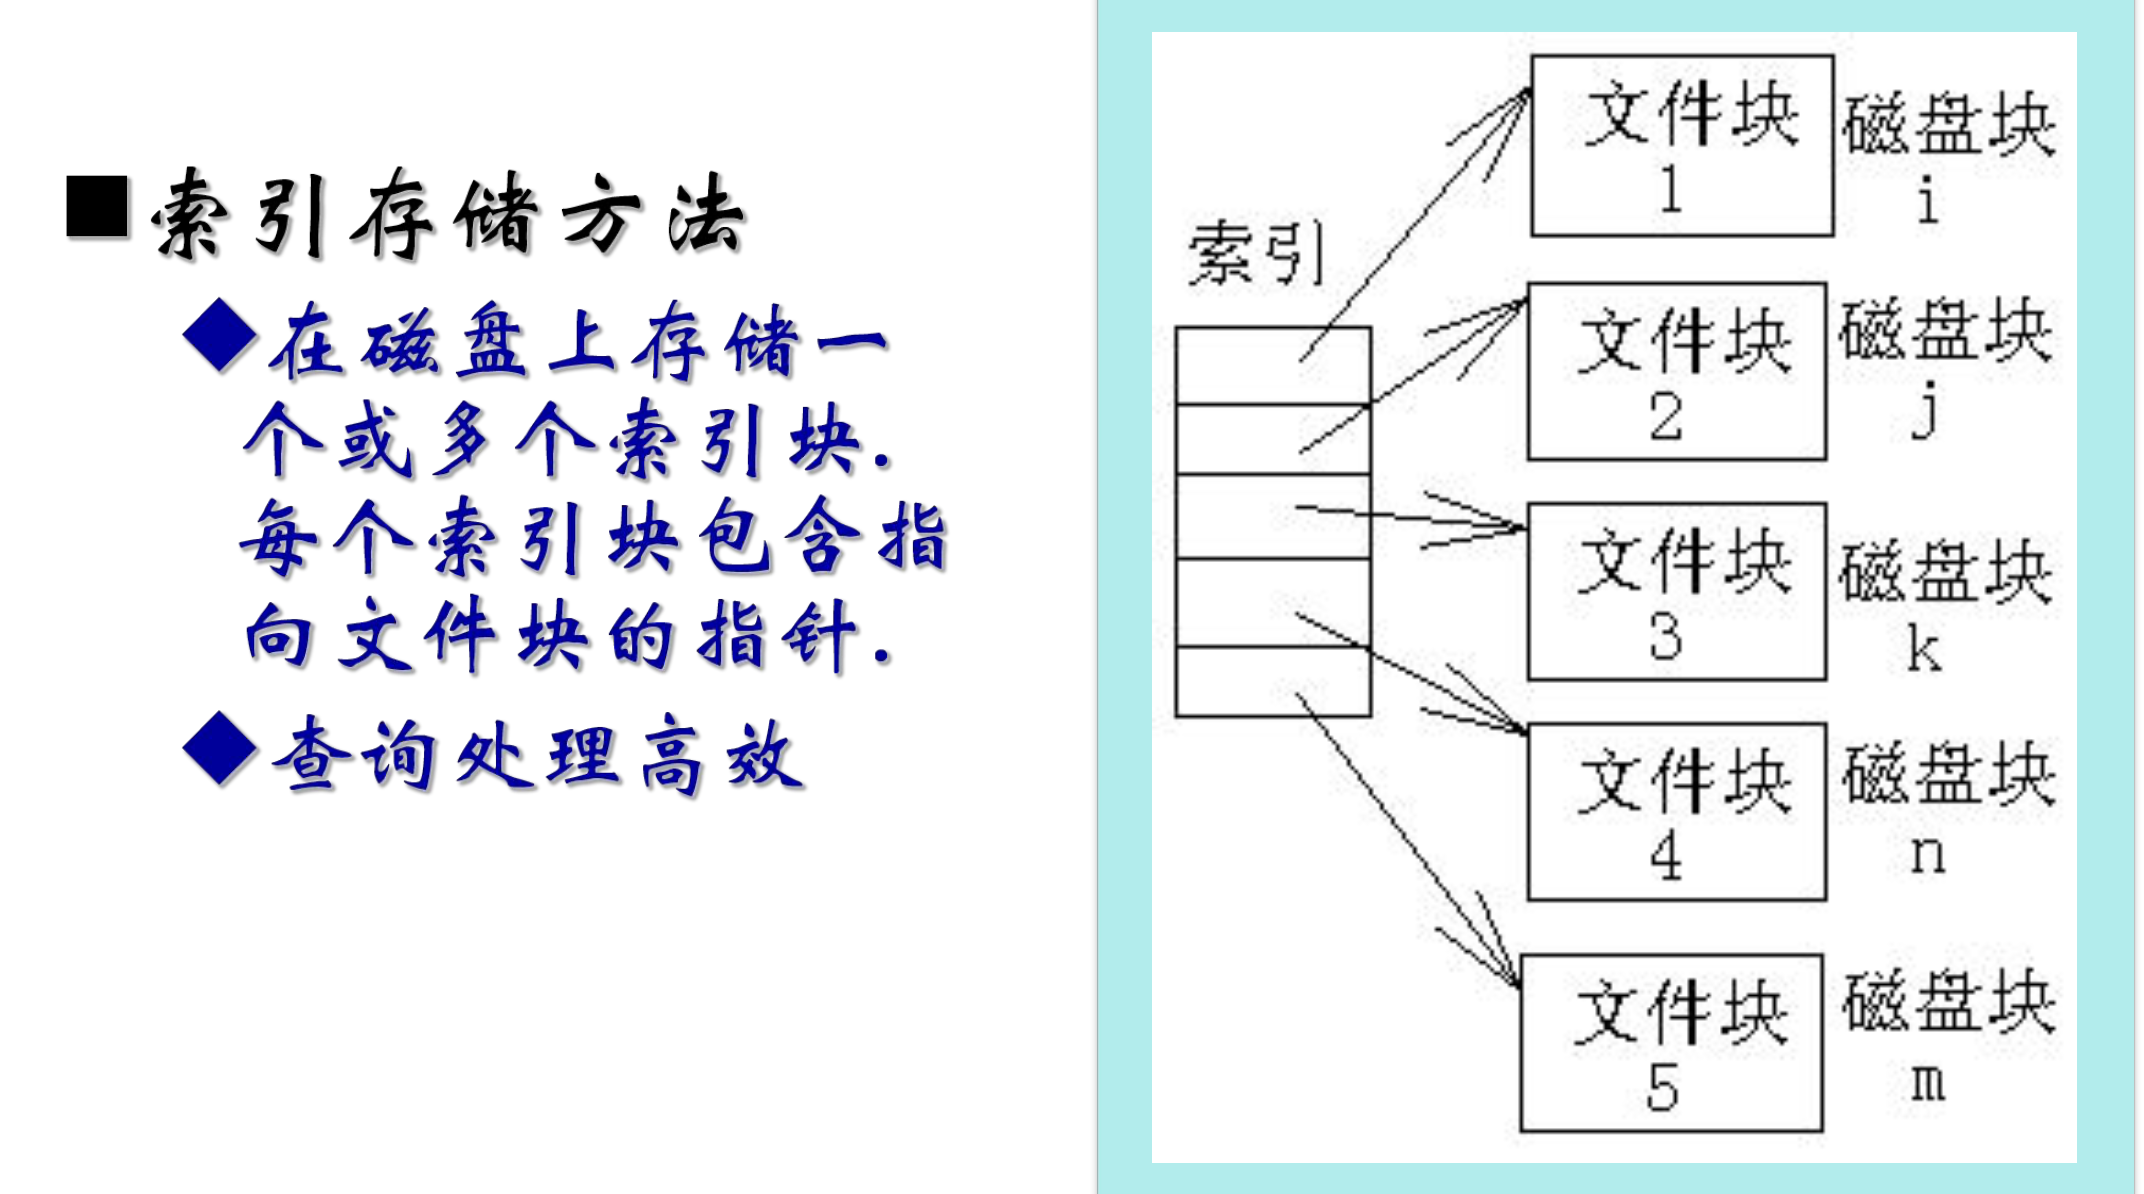 ■索引存储方法
◆在磁盘上存储一
个或多个索引块.
每个索引块包含指
向文件块的指针.
◆查询处理高效
索引
文件块
1
磁盘块
i
文件块
2
磁盘块
j
文件块
3
磁盘块
k
文件块
4
磁盘块
n
文件块
5
磁盘块
m